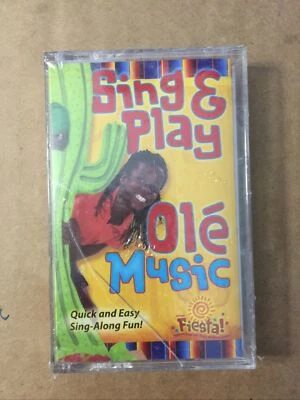 Sing &
Play
Olé
Music
Quick and Easy
Sing-Along Fun!
Fiesta!